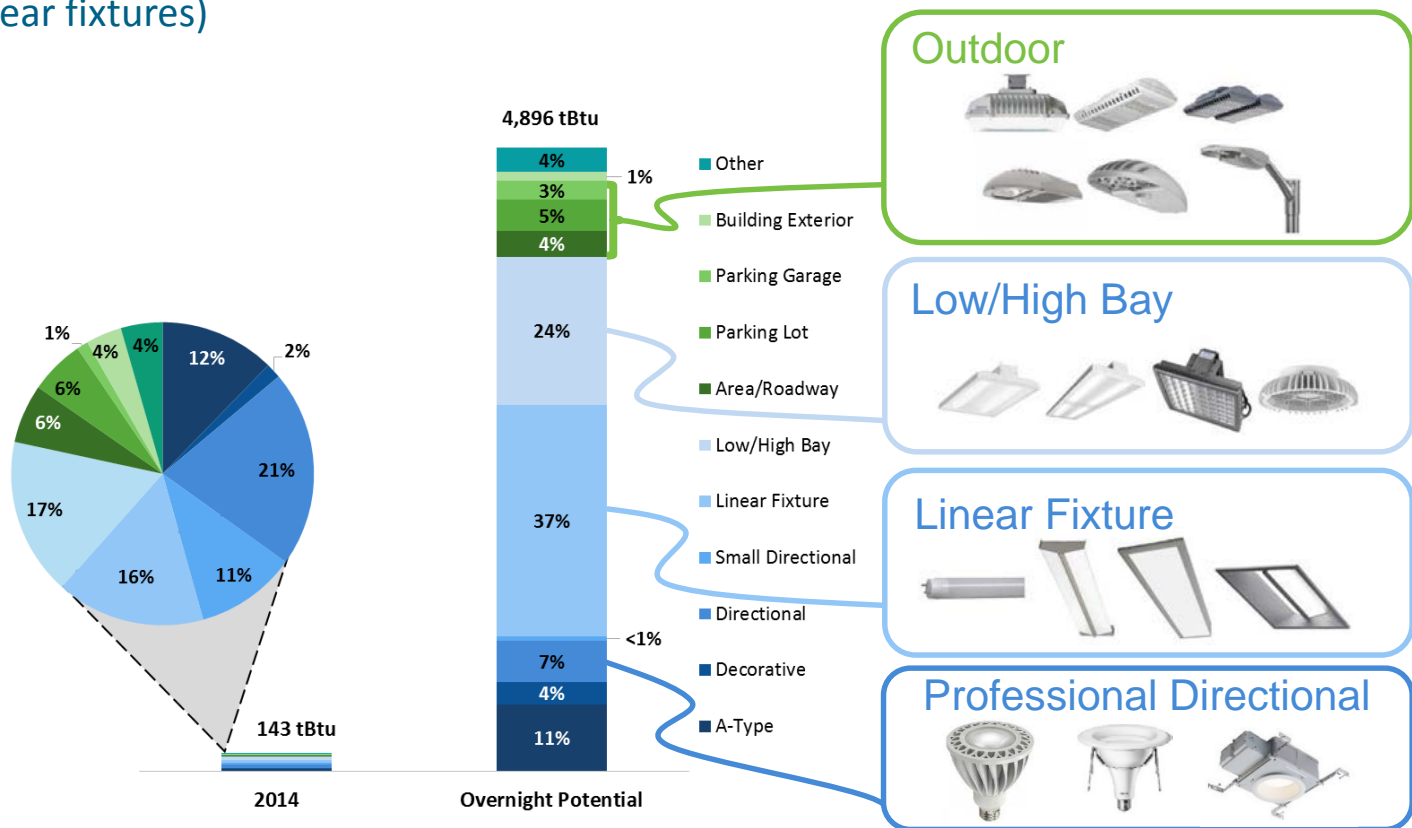 ear fixtures)
Outdoor
4,896 tBtu
4%
1%
3%
5%
4%
24%
37%
<1%
7%
4%
11%
Other
Building Exterior
Parking Garage
Parking Lot
Area/Roadway
Low/High Bay
Linear Fixture
Small Directional
Directional
Decorative
A-Type
Low/High Bay
Linear Fixture
Professional Directional
1%
4%
4%
12%
2%
6%
6%
21%
17%
16%
11%
143 tBtu
2014
Overnight Potential